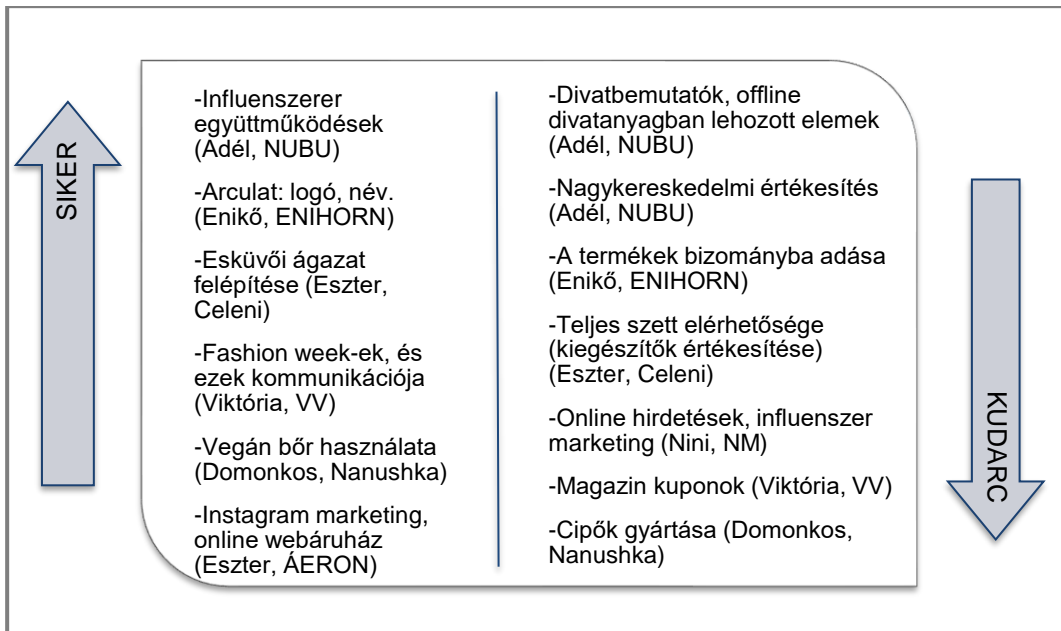 SIKER
-Influenszerer
együttműködések
(Adél, NUBU)
-Arculat: logó, név.
(Enikő, ENIHORN)
-Esküvői ágazat
felépítése (Eszter,
Celeni)
-Fashion week-ek, és
ezek kommunikációja
(Viktória, VV)
-Vegán bőr használata
(Domonkos, Nanushka)
-Instagram marketing,
online webáruház
(Eszter, ÁERON)
-Divatbemutatók, offline
divatanyagban lehozott elemek
(Adél, NUBU)
-Nagykereskedelmi értékesítés
(Adél, NUBU)
-A termékek bizományba adása
(Enikő, ENIHORN)
-Teljes szett elérhetősége
(kiegészítők értékesítése)
(Eszter, Celeni)
-Online hirdetések, influenszer
marketing (Nini, NM)
-Magazin kuponok (Viktória, VV)
-Cipők gyártása (Domonkos,
Nanushka)
KUDARC